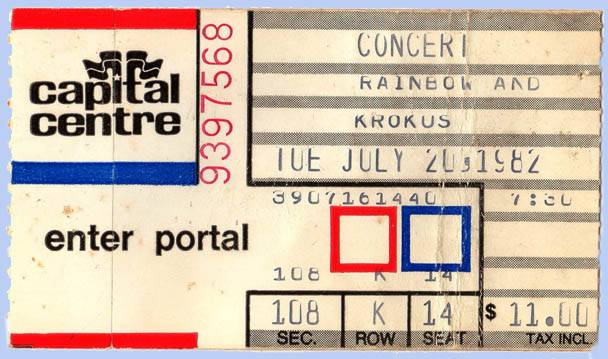 capital
centre
9397568
CONCERT
RAINBOW AND
KROKUS
TUE JULY 20,1982
3907161440 7:30
enter portal
108 K 14
108 K 14 $ 11.00
SEC. ROW SEAT TAX INCL.